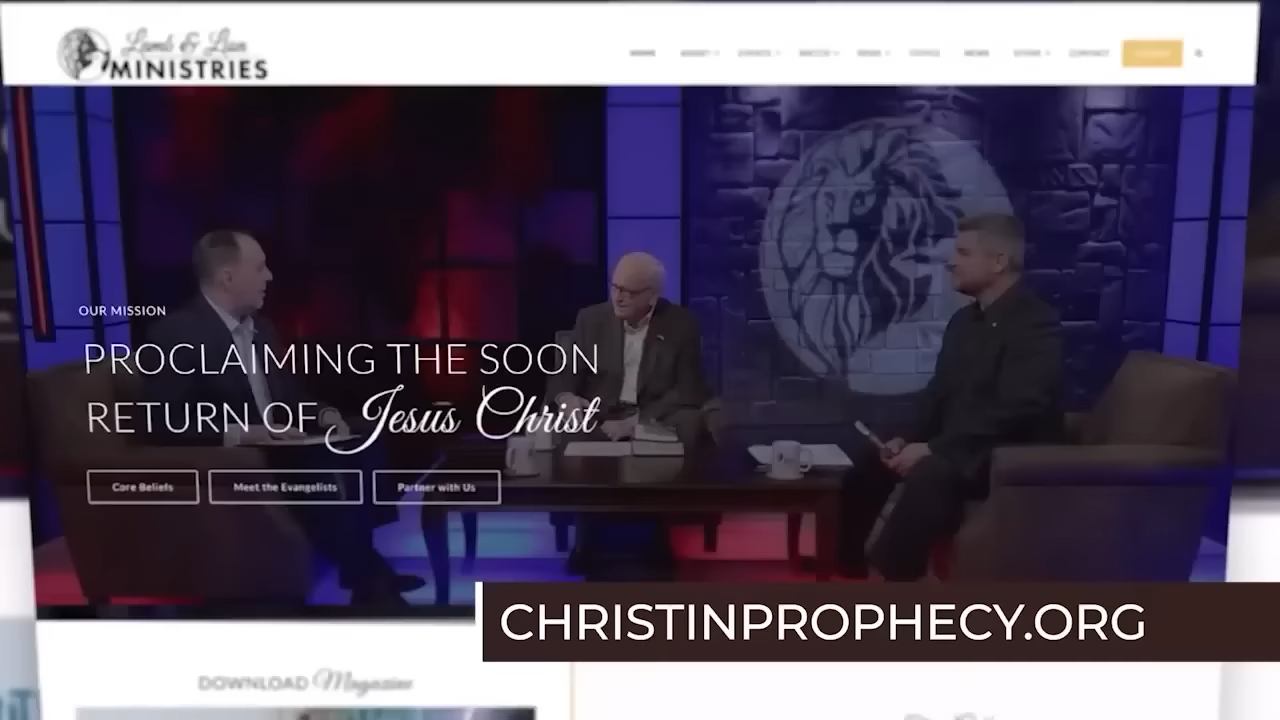 Lamb & Lion
MINISTRIES
OUR MISSION
PROCLAIMING THE SOON
RETURN OF Jesus Christ
Core Beliefs
Meet the Evangelists
Partner with Us
CHRISTINPROPHECY.ORG
DOWNLOAD Magazine